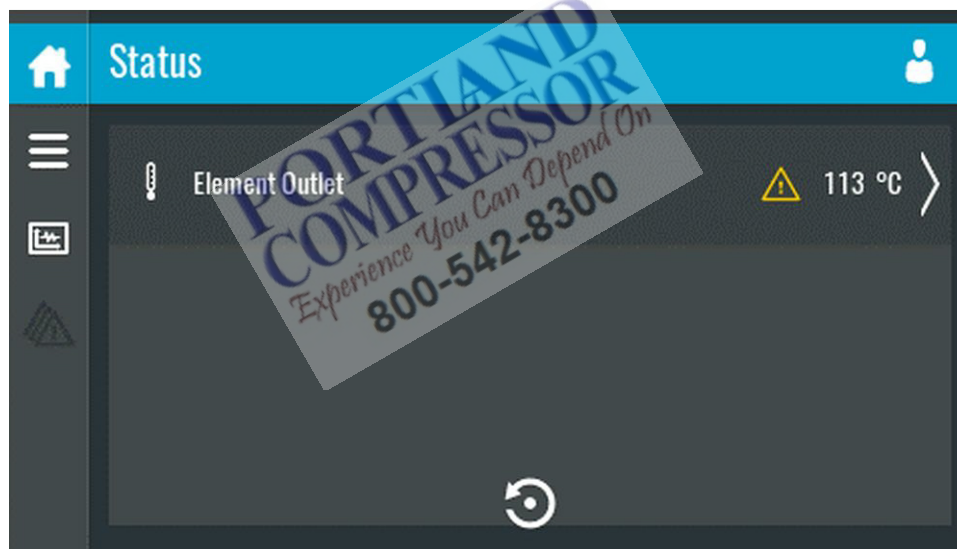 Status
Element Outlet
113 °C
PORTLAND
COMPRESSOR
Experience You Can Depend On
800-542-8300